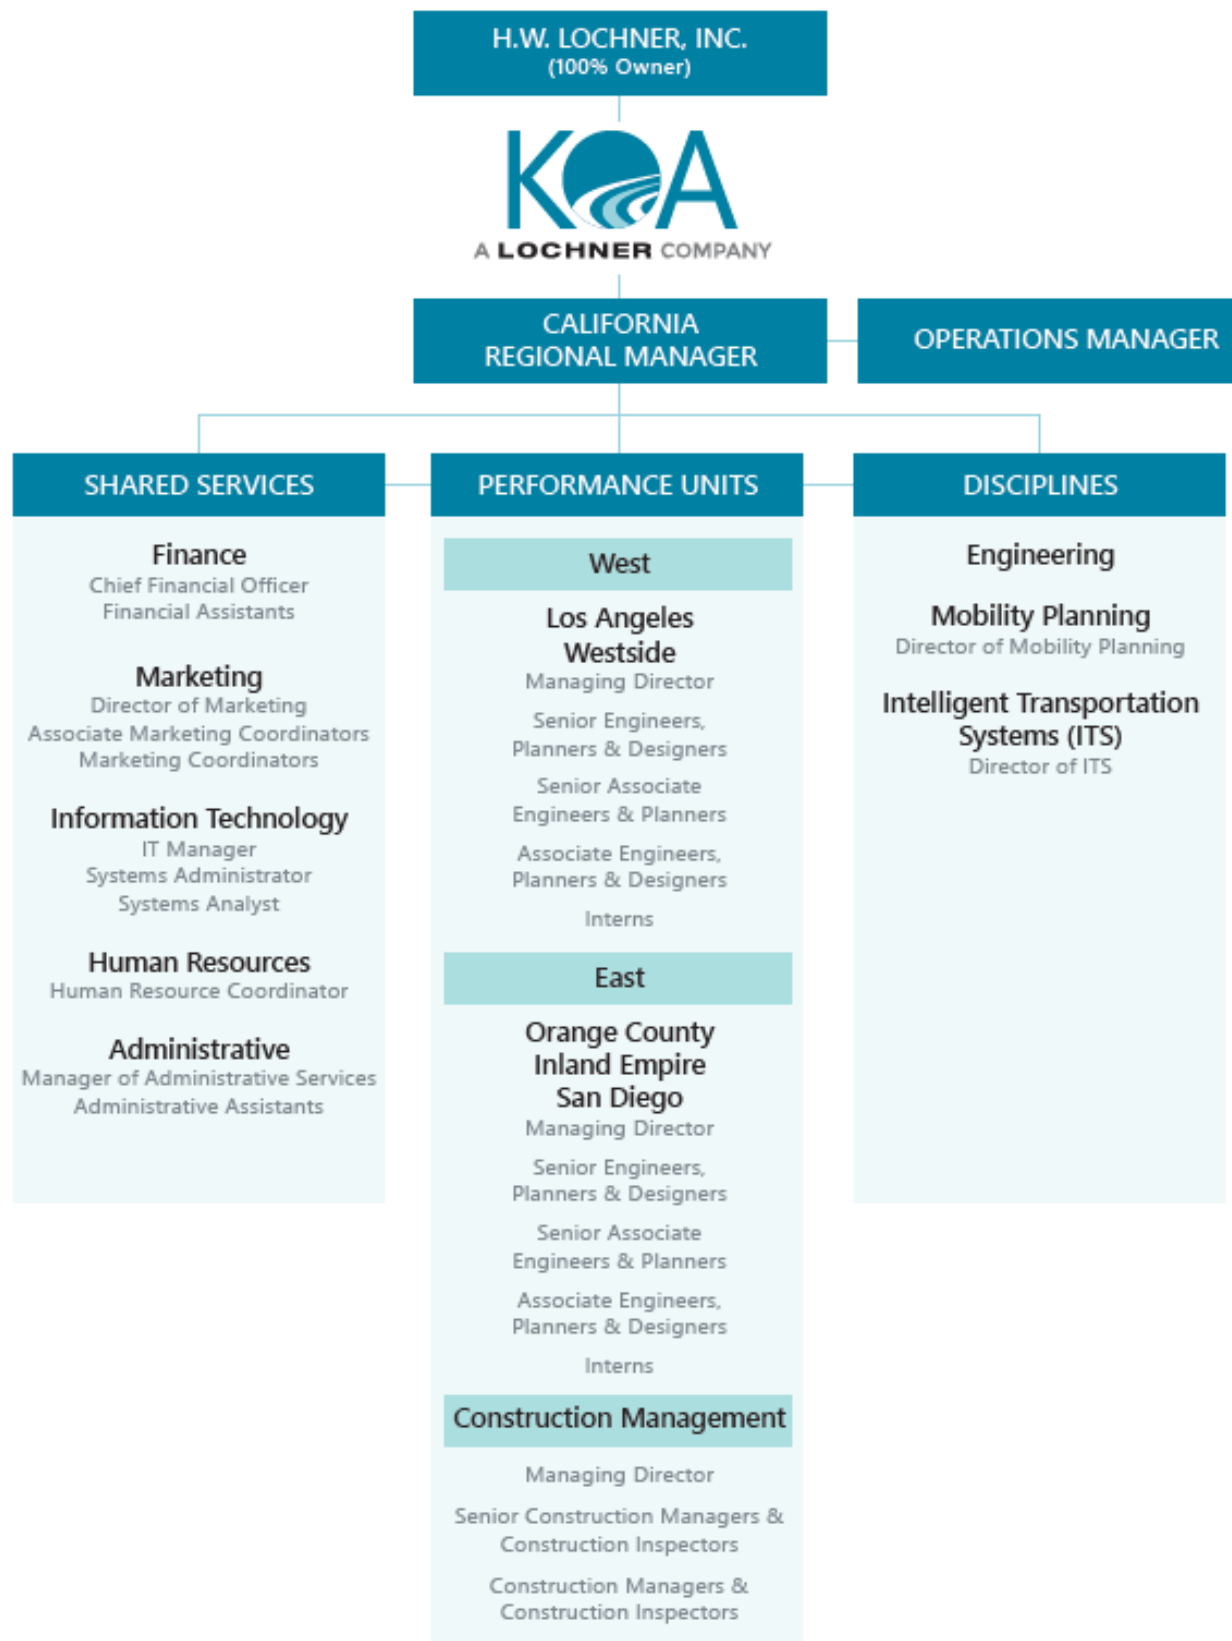 H.W. LOCHNER, INC.
(100% Owner)
KOA
A LOCHNER COMPANY
CALIFORNIA
REGIONAL MANAGER
OPERATIONS MANAGER
SHARED SERVICES
Finance
Chief Financial Officer
Financial Assistants
Marketing
Director of Marketing
Associate Marketing Coordinators
Marketing Coordinators
Information Technology
IT Manager
Systems Administrator
Systems Analyst
Human Resources
Human Resource Coordinator
Administrative
Manager of Administrative Services
Administrative Assistants
PERFORMANCE UNITS
West
Los Angeles
Westside
Managing Director
Senior Engineers,
Planners & Designers
Senior Associate
Engineers & Planners
Associate Engineers,
Planners & Designers
Interns
East
Orange County
Inland Empire
San Diego
Managing Director
Senior Engineers,
Planners & Designers
Senior Associate
Engineers & Planners
Associate Engineers,
Planners & Designers
Interns
Construction Management
Managing Director
Senior Construction Managers &
Construction Inspectors
Construction Managers &
Construction Inspectors
DISCIPLINES
Engineering
Mobility Planning
Director of Mobility Planning
Intelligent Transportation
Systems (ITS)
Director of ITS